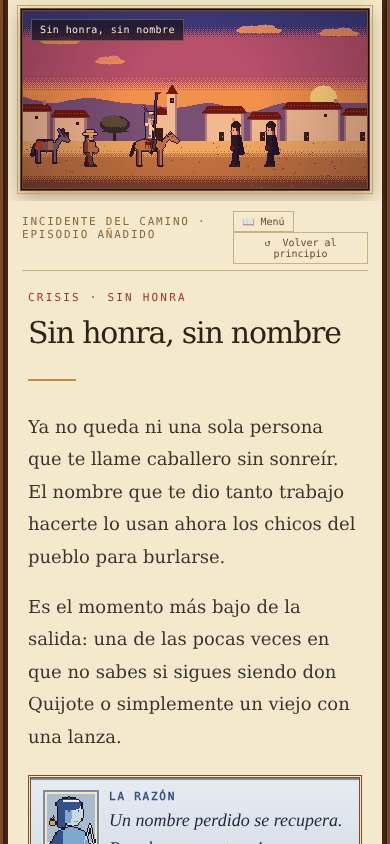 Sin honra, sin nombre
INCIDENTE DEL CAMINO ·
EPISODIO AÑADIDO
Menú
↺ Volver al
principio
CRISIS · SIN HONRA
Sin honra, sin nombre
Ya no queda ni una sola persona
que te llame caballero sin sonreír.
El nombre que te dio tanto trabajo
hacerte lo usan ahora los chicos del
pueblo para burlarse.
Es el momento más bajo de la
salida: una de las pocas veces en
que no sabes si sigues siendo don
Quijote o simplemente un viejo con
una lanza.
LA RAZÓN
Un nombre perdido se recupera.